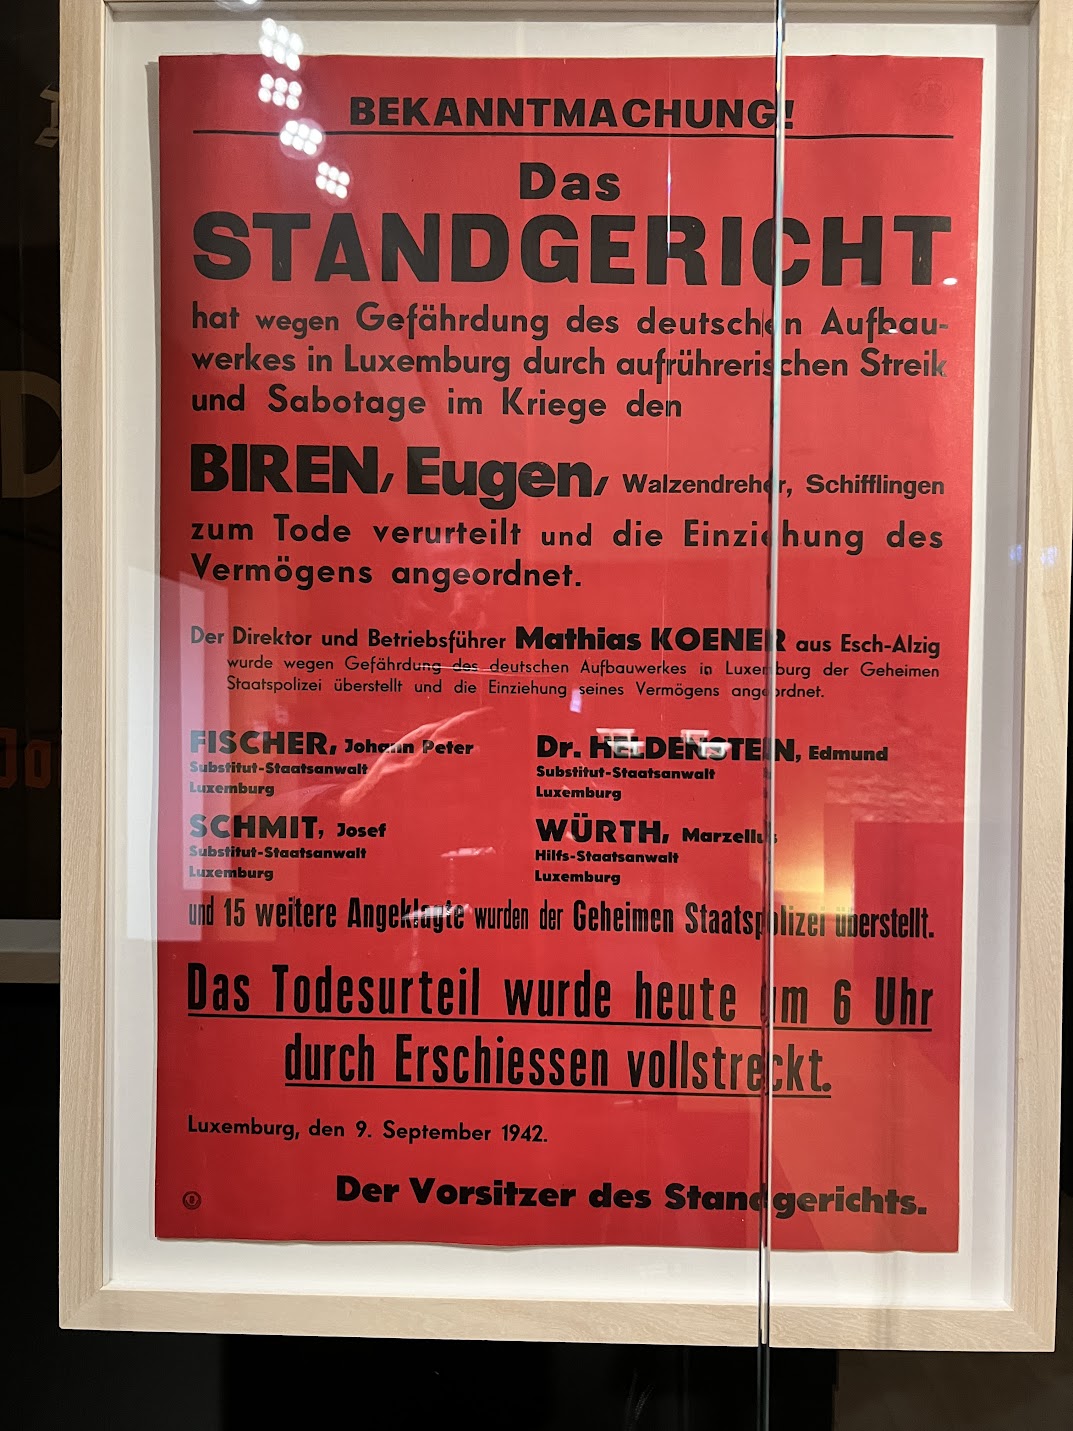 BEKANNTMACHUNG!
Das
STANDGERICHT
hat wegen Gefährdung des deutschen Aufbau-
werkes in Luxemburg durch aufrührerischen Streik
und Sabotage im Kriege den
BIREN, Eugen, Walzendreher, Schifflingen
zum Tode verurteilt und die Einziehung des
Vermögens angeordnet.
Der Direktor und Betriebsführer Mathias KOENER aus Esch-Alzig
wurde wegen Gefährdung des deutschen Aufbauwerkes in Luxemburg der Geheimen
Staatspolizei überstellt und die Einziehung seines Vermögens angeordnet.
FISCHER, Johann Peter
Substitut-Staatsanwalt
Luxemburg
Dr. HELDENSTEIN, Edmund
Substitut-Staatsanwalt
Luxemburg
SCHMIT, Josef
Substitut-Staatsanwalt
Luxemburg
WÜRTH, Marzellus
Hilfs-Staatsanwalt
Luxemburg
und 15 weitere Angeklagte wurden der Geheimen Staatspolizei überstellt.
Das Todesurteil wurde heute um 6 Uhr
durch Erschiessen vollstreckt.
Luxemburg, den 9. September 1942.
Der Vorsitzer des Standgerichts.